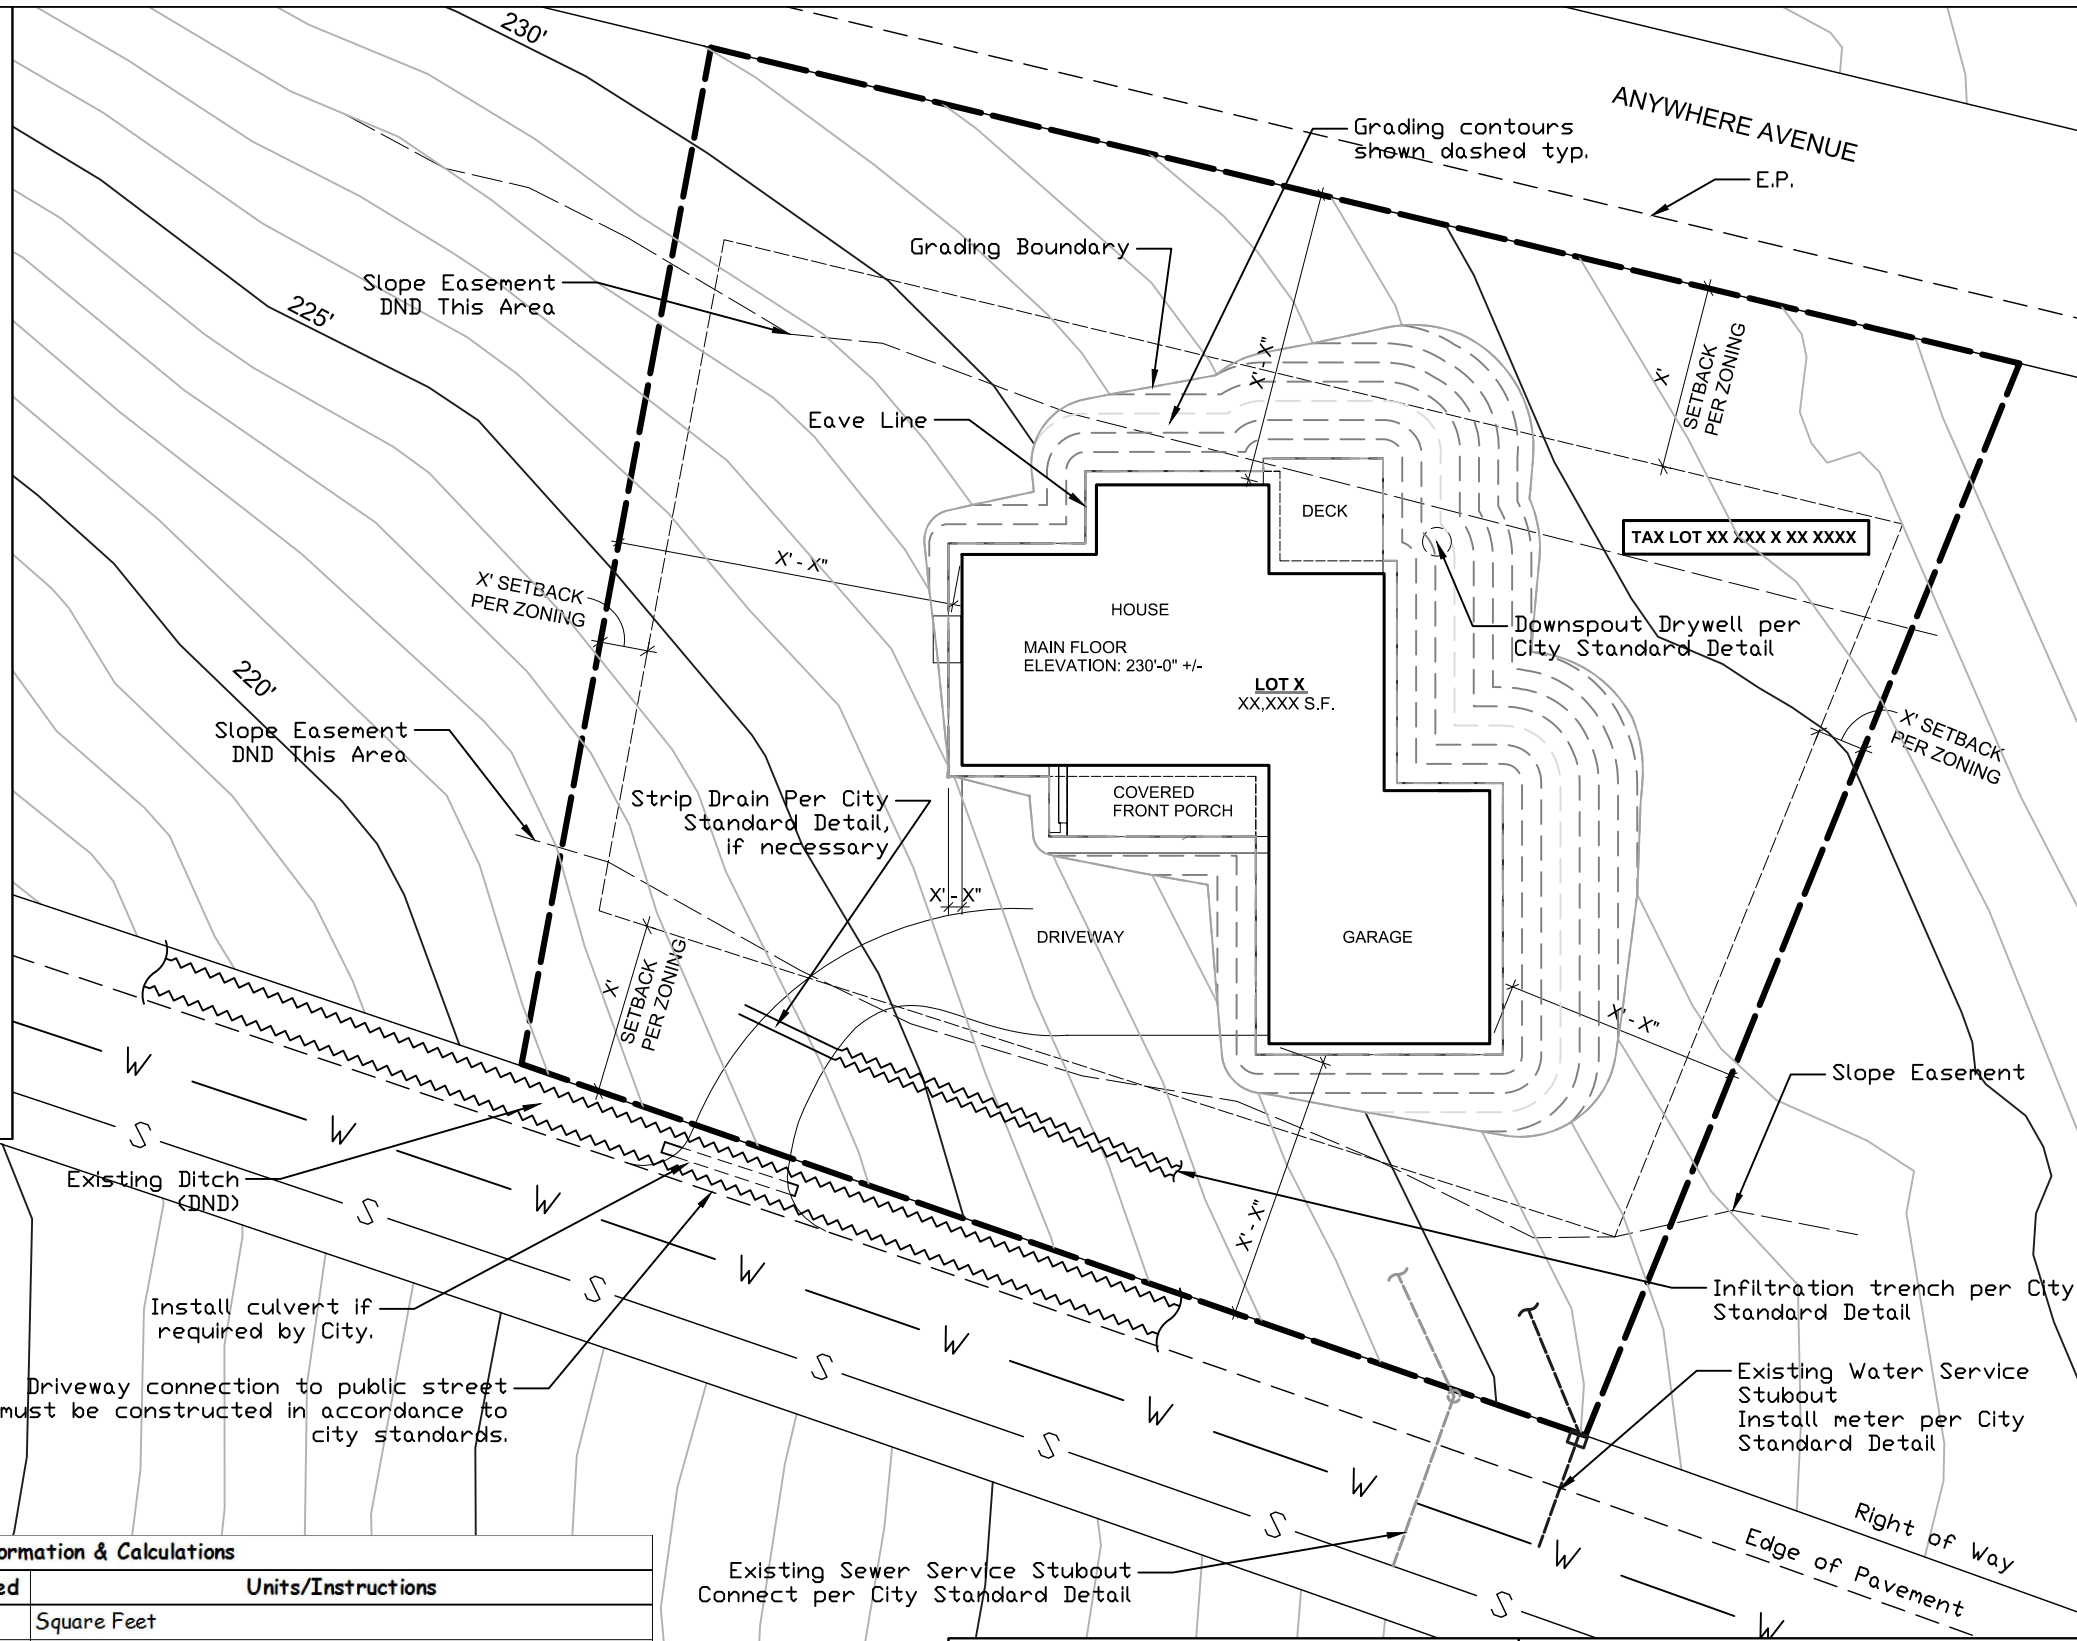 230'
ANYWHERE AVENUE
Grading contours
shown dashed typ.
E.P.
Grading Boundary
Slope Easement
DND This Area
225'
X' - X"
X'
SETBACK
PER ZONING
Eave Line
DECK
TAX LOT XX XXX X XX XXXX
X' - X"
X' SETBACK
PER ZONING
HOUSE
MAIN FLOOR
ELEVATION: 230'-0" +/-
Downspout Drywell per
City Standard Detail
LOT X
XX,XXX S.F.
220'
Slope Easement
DND This Area
X' SETBACK
PER ZONING
Strip Drain Per City
Standard Detail,
if necessary
COVERED
FRONT PORCH
X' - X"
DRIVEWAY
GARAGE
X'
SETBACK
PER ZONING
X' - X"
Slope Easement
W
S
W
Existing Ditch
(DND)
W
S
X' - X"
W
S
Infiltration trench per City
Standard Detail
Install culvert if
required by City.
W
S
Driveway connection to public street
must be constructed in accordance to
city standards.
Existing Water Service
Stubout
Install meter per City
Standard Detail
W
S
W
S
Right of Way
Edge of Pavement
W
Existing Sewer Service Stubout
Connect per City Standard Detail
S
W
ormation & Calculations
ed
Units/Instructions
Square Feet